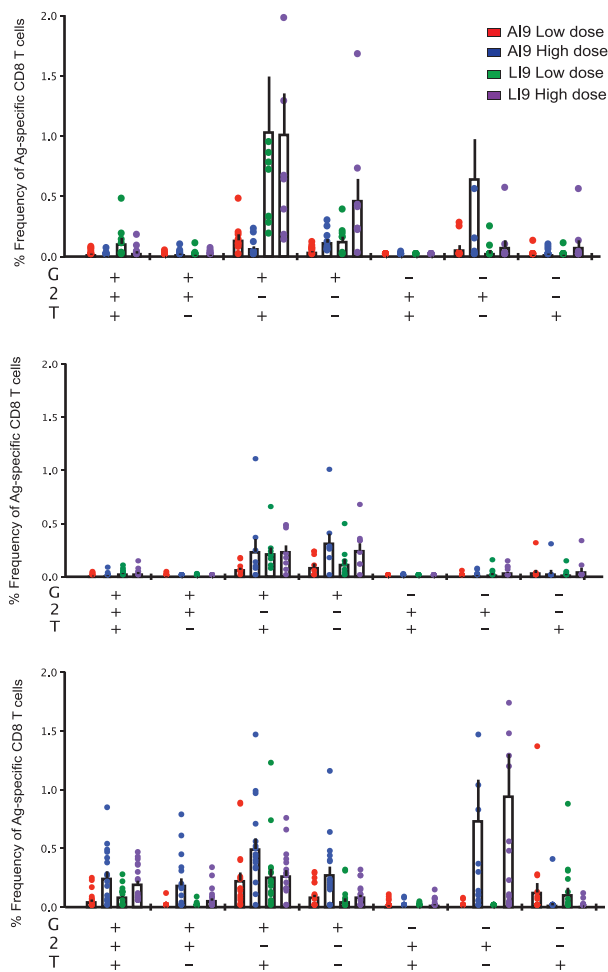 % Frequency of Ag-specific CD8 T cells
2.0
1.5
1.0
0.5
0.0
AI9 Low dose
AI9 High dose
LI9 Low dose
LI9 High dose
G + + + + − − −
2 + + − − + + −
T + − + − + − +
% Frequency of Ag-specific CD8 T cells
2.0
1.5
1.0
0.5
0.0
G + + + + − − −
2 + + − − + + −
T + − + − + − +
% Frequency of Ag-specific CD8 T cells
2.0
1.5
1.0
0.5
0.0
G + + + + − − −
2 + + − − + + −
T + − + − + − +